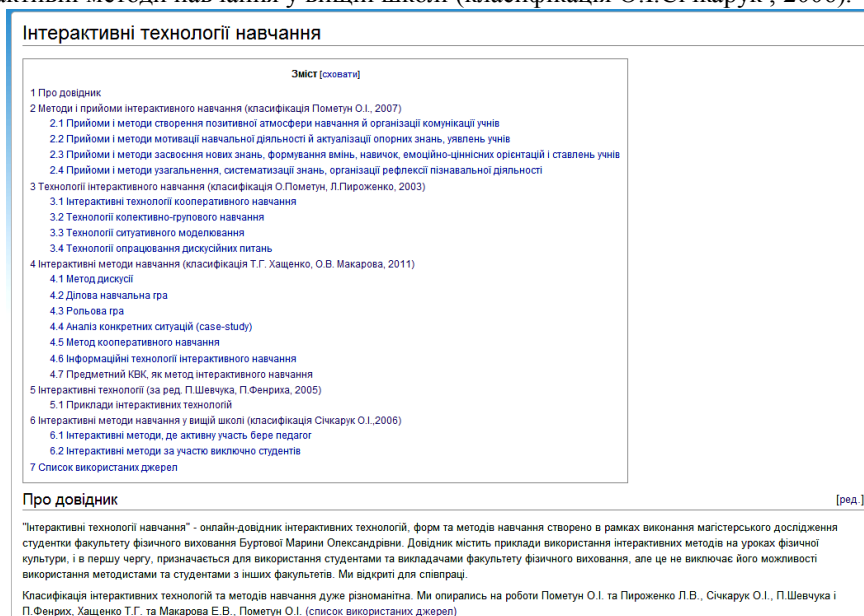 активні методи навчання у вищій школі (класифікація О.І.Січкарук , 2006).
Інтерактивні технології навчання
Зміст [сховати]
1 Про довідник
2 Методи і прийоми інтерактивного навчання (класифікація Пометун О.І., 2007)
2.1 Прийоми і методи створення позитивної атмосфери навчання й організації комунікації учнів
2.2 Прийоми і методи мотивації навчальної діяльності й актуалізації опорних знань, уявлень учнів
2.3 Прийоми і методи засвоєння нових знань, формування вмінь, навичок, емоційно-ціннісних орієнтацій і ставлень учнів
2.4 Прийоми і методи узагальнення, систематизації знань, організації рефлексії пізнавальної діяльності
3 Технології інтерактивного навчання (класифікація О.Пометун, Л.Пироженко, 2003)
3.1 Інтерактивні технології кооперативного навчання
3.2 Технології колективно-групового навчання
3.3 Технології ситуативного моделювання
3.4 Технології опрацювання дискусійних питань
4 Інтерактивні методи навчання (класифікація Т.Г. Хащенко, О.В. Макарова, 2011)
4.1 Метод дискусії
4.2 Ділова навчальна гра
4.3 Рольова гра
4.4 Аналіз конкретних ситуацій (case-study)
4.5 Метод кооперативного навчання
4.6 Інформаційні технології інтерактивного навчання
4.7 Предметний КВК, як метод інтерактивного навчання
5 Інтерактивні технології (за ред. П.Шевчука, П.Фенриха, 2005)
5.1 Приклади інтерактивних технологій
6 Інтерактивні методи навчання у вищій школі (класифікація Січкарук О.І.,2006)
6.1 Інтерактивні методи, де активну участь бере педагог
6.2 Інтерактивні методи за участю виключно студентів
7 Список використаних джерел
Про довідник [ред.]
"Інтерактивні технології навчання" - онлайн-довідник інтерактивних технологій, форм та методів навчання створено в рамках виконання магістерського дослідження
студентки факультету фізичного виховання Буртової Марини Олександрівни. Довідник містить приклади використання інтерактивних методів на уроках фізичної
культури, і в першу чергу, призначається для використання студентами та викладачами факультету фізичного виховання, але це не виключає його можливості
використання методистами та студентами з інших факультетів. Ми відкриті для співпраці.
Класифікація інтерактивних технологій та методів навчання дуже різноманітна. Ми опирались на роботи Пометун О.І. та Пироженко Л.В., Січкарук О.І., П.Шевчука і
П.Фенрих, Хащенко Т.Г. та Макарова Е.В., Пометун О.І. (список використаних джерел)